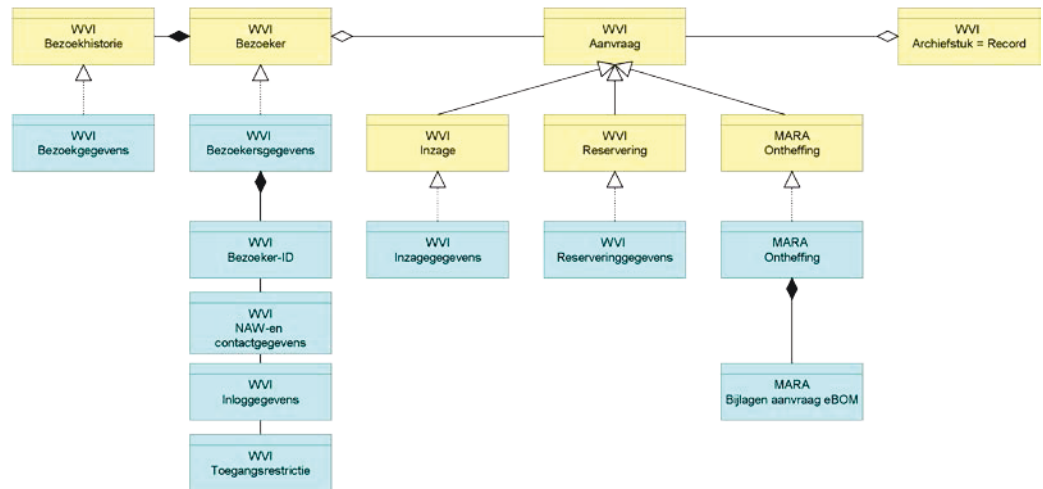 WVI
Bezoekhistorie
WVI
Bezoeker
WVI
Aanvraag
WVI
Archiefstuk = Record
WVI
Bezoekgegevens
WVI
Bezoekersgegevens
WVI
Inzage
WVI
Reservering
MARA
Ontheffing
WVI
Bezoeker-ID
WVI
Inzagegegevens
WVI
Reserveringgegevens
MARA
Ontheffing
WVI
NAW-en
contactgegevens
WVI
Inloggegevens
MARA
Bijlagen aanvraag eBOM
WVI
Toegangsrestrictie